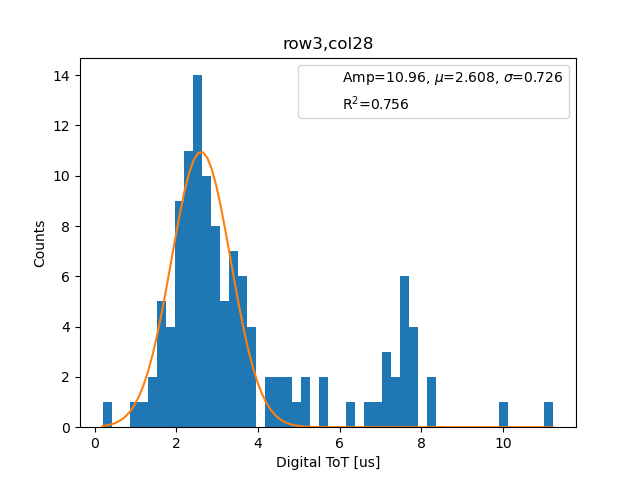 row3,col28
Amp=10.96, μ=2.608, σ=0.726
R²=0.756
14
12
10
8
6
4
2
0
Counts
0 2 4 6 8 10
Digital ToT [us]